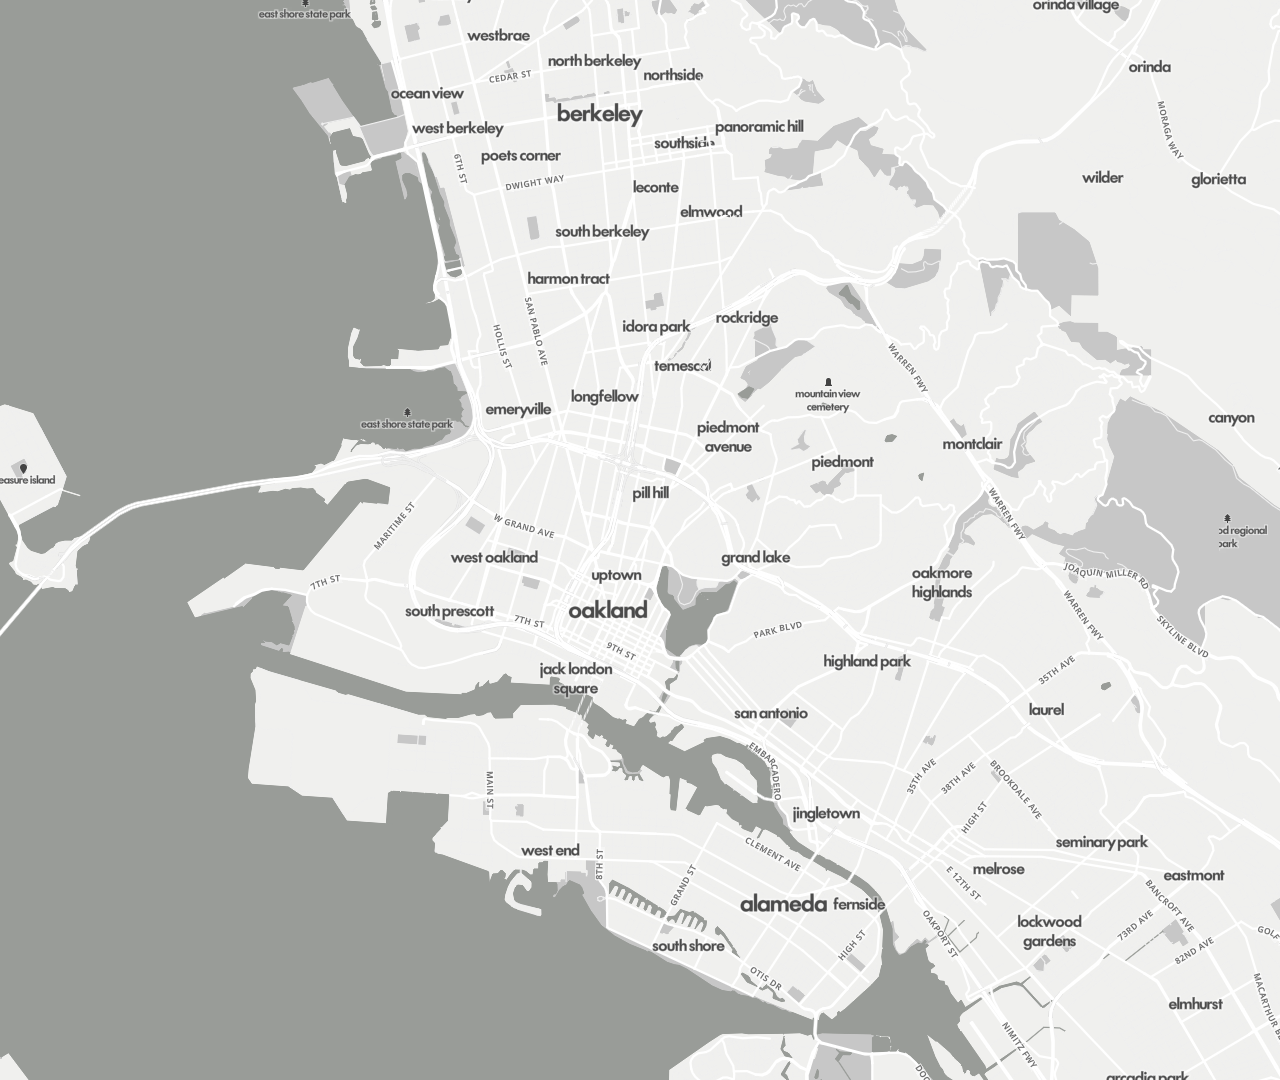 orinda village
east shore state park
westbrae
north berkeley
orinda
northside
CEDAR ST
ocean view
berkeley
west berkeley
panoramic hill
MORAGA WAY
southside
poets corner
6TH ST
wilder
glorietta
DWIGHT WAY
leconte
elmwood
south berkeley
harmon tract
SAN PABLO AVE
rockridge
idora park
HOLLIS ST
temescal
WARREN FWY
mountain view
cemetery
longfellow
emeryville
canyon
east shore state park
piedmont
avenue
montclair
piedmont
easure island
pill hill
WARREN FWY
MARITIME ST
W GRAND AVE
od regional
park
west oakland
grand lake
uptown
oakmore
highlands
JOAQUIN MILLER RD
7TH ST
south prescott
oakland
WARREN FWY
7TH ST
PARK BLVD
SKYLINE BLVD
9TH ST
highland park
jack london
square
35TH AVE
laurel
san antonio
EMBARCADERO
35TH AVE
38TH AVE
BROOKDALE AVE
MAIN ST
jingletown
HIGH ST
seminary park
west end
CLEMENT AVE
8TH ST
melrose
eastmont
GRAND ST
E 12TH ST
BANCROFT AVE
alameda
fernside
lockwood
gardens
73RD AVE
OAKPORT ST
GOLF
south shore
HIGH ST
82ND AVE
OTIS DR
MACARTHUR B
elmhurst
NIMITZ FWY
DOO
arcadia park